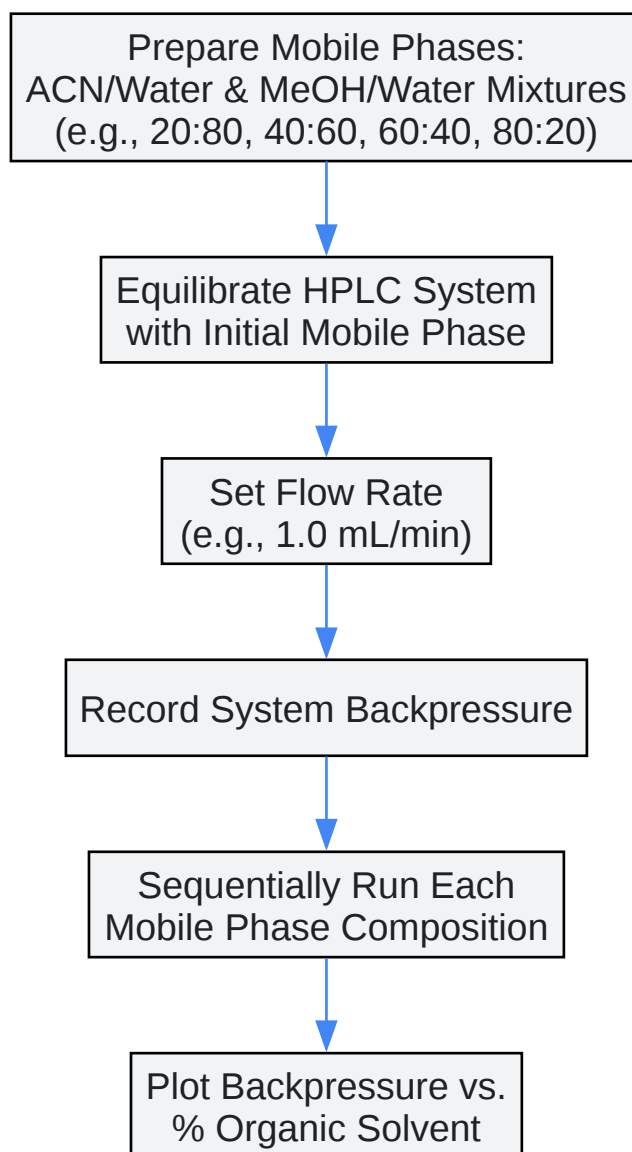 Prepare Mobile Phases:
ACN/Water & MeOH/Water Mixtures
(e.g., 20:80, 40:60, 60:40, 80:20)
Equilibrate HPLC System
with Initial Mobile Phase
Set Flow Rate
(e.g., 1.0 mL/min)
Record System Backpressure
Sequentially Run Each
Mobile Phase Composition
Plot Backpressure vs.
% Organic Solvent